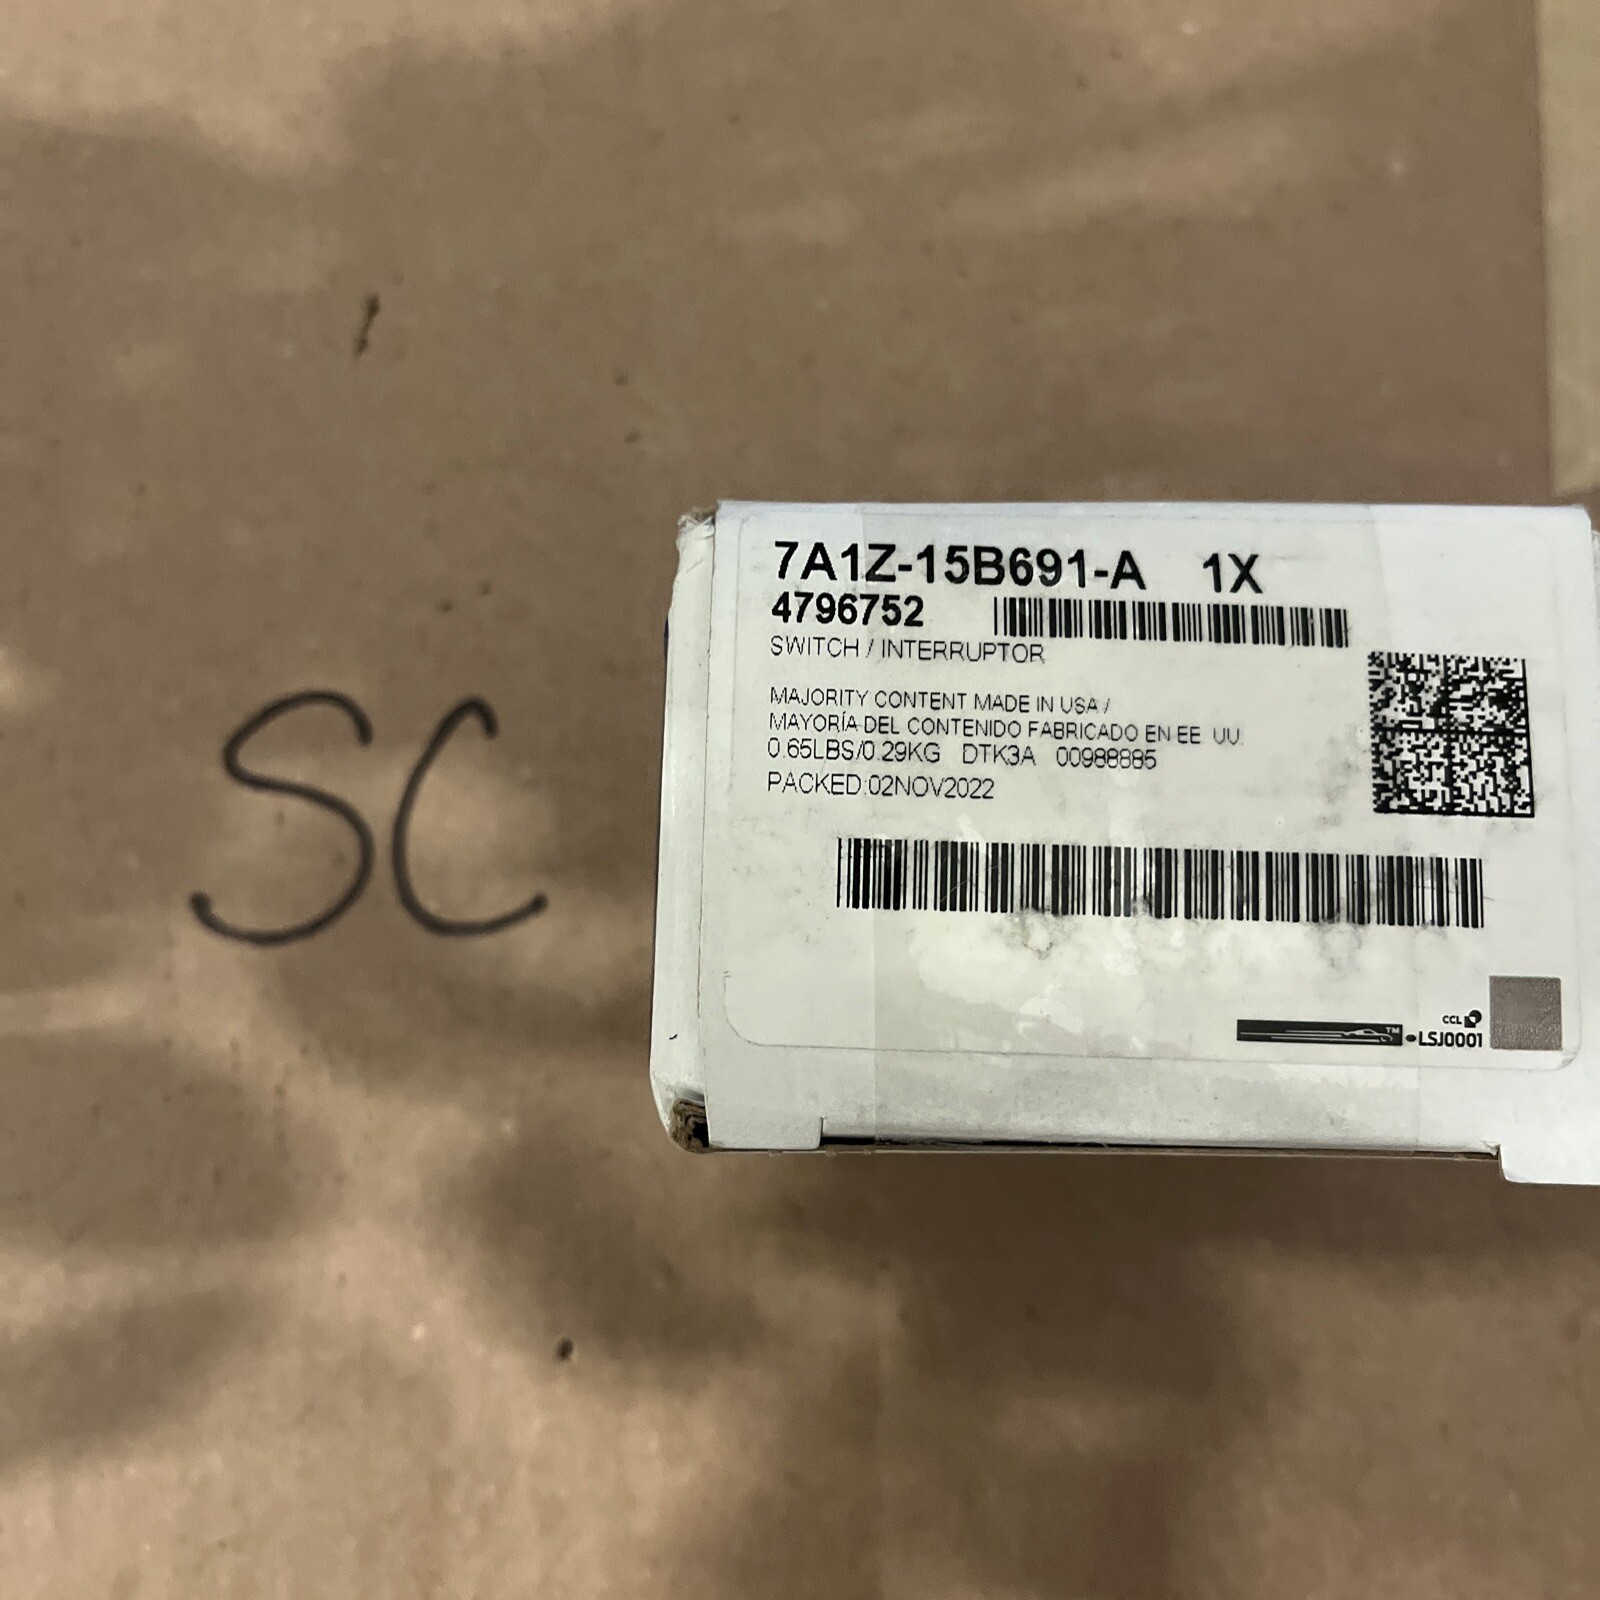 SC
7A1Z-15B691-A 1X
4796752
SWITCH / INTERRUPTOR
MAJORITY CONTENT MADE IN USA /
MAYORÍA DEL CONTENIDO FABRICADO EN EE UU.
0.65LBS/0.29KG DTK3A 00988885
PACKED:02NOV2022
CCL
TM
LSJ0001